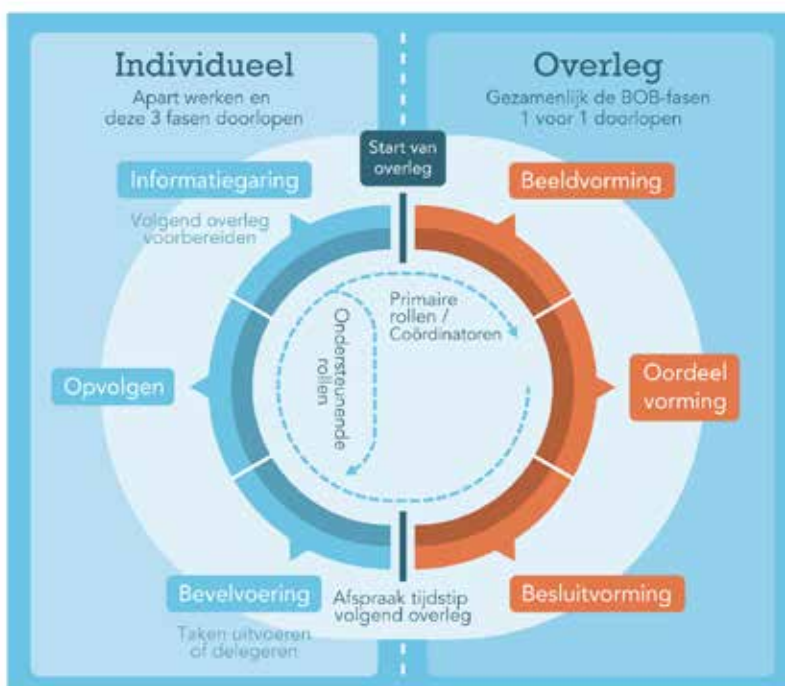 Individueel
Apart werken en
deze 3 fasen doorlopen
Overleg
Gezamenlijk de BOB-fasen
1 voor 1 doorlopen
Start van
overleg
Informatiegaring
Volgend overleg
voorbereiden
Beeldvorming
Primaire
rollen /
Coördinatoren
Ondersteunende
rollen
Opvolgen
Oordeel
vorming
Bevelvoering
Taken uitvoeren
of delegeren
Afspraak tijdstip
volgend overleg
Besluitvorming